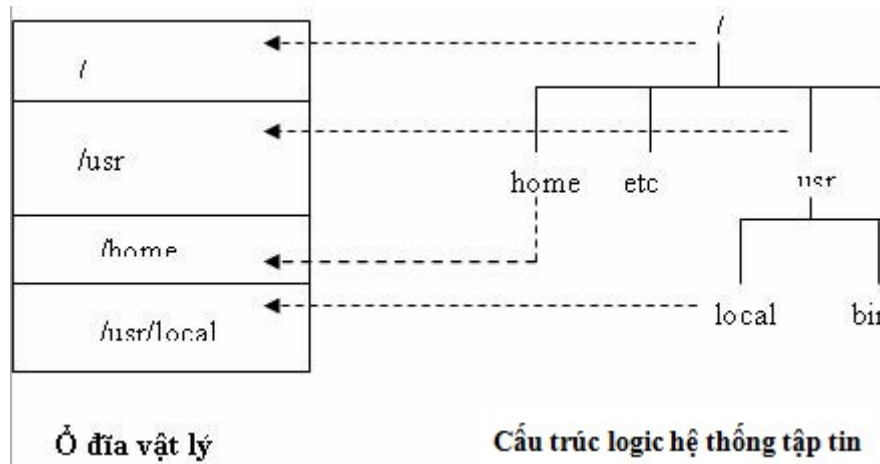 /
/
/usr
home etc usr
/home
local
/usr/local
Ổ đĩa vật lý
Cấu trúc logic hệ thống tập tin